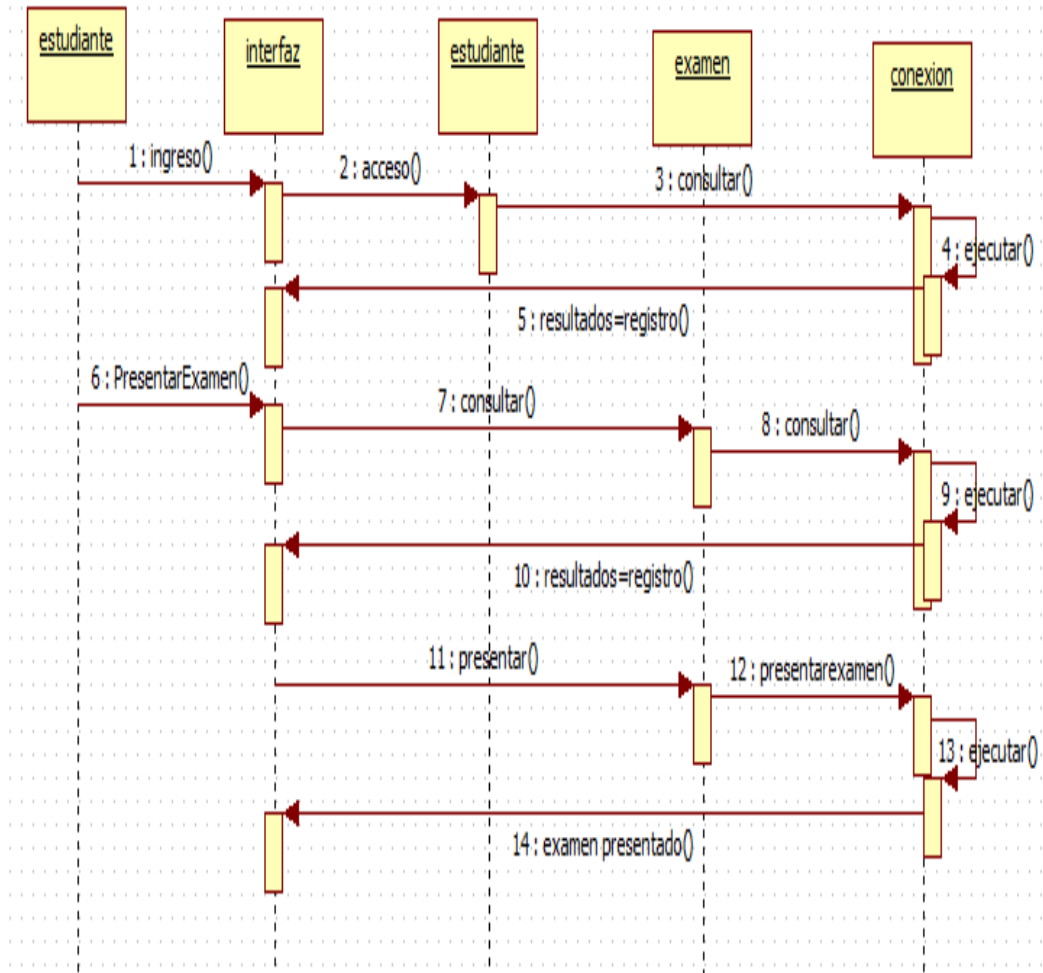 estudiante
interfaz
estudiante
examen
conexion
1 : ingreso()
2 : acceso()
3 : consultar()
4 : ejecutar()
5 : resultados=registro()
6 : PresentarExamen()
7 : consultar()
8 : consultar()
9 : ejecutar()
10 : resultados=registro()
11 : presentar()
12 : presentarexamen()
13 : ejecutar()
14 : examen presentado()